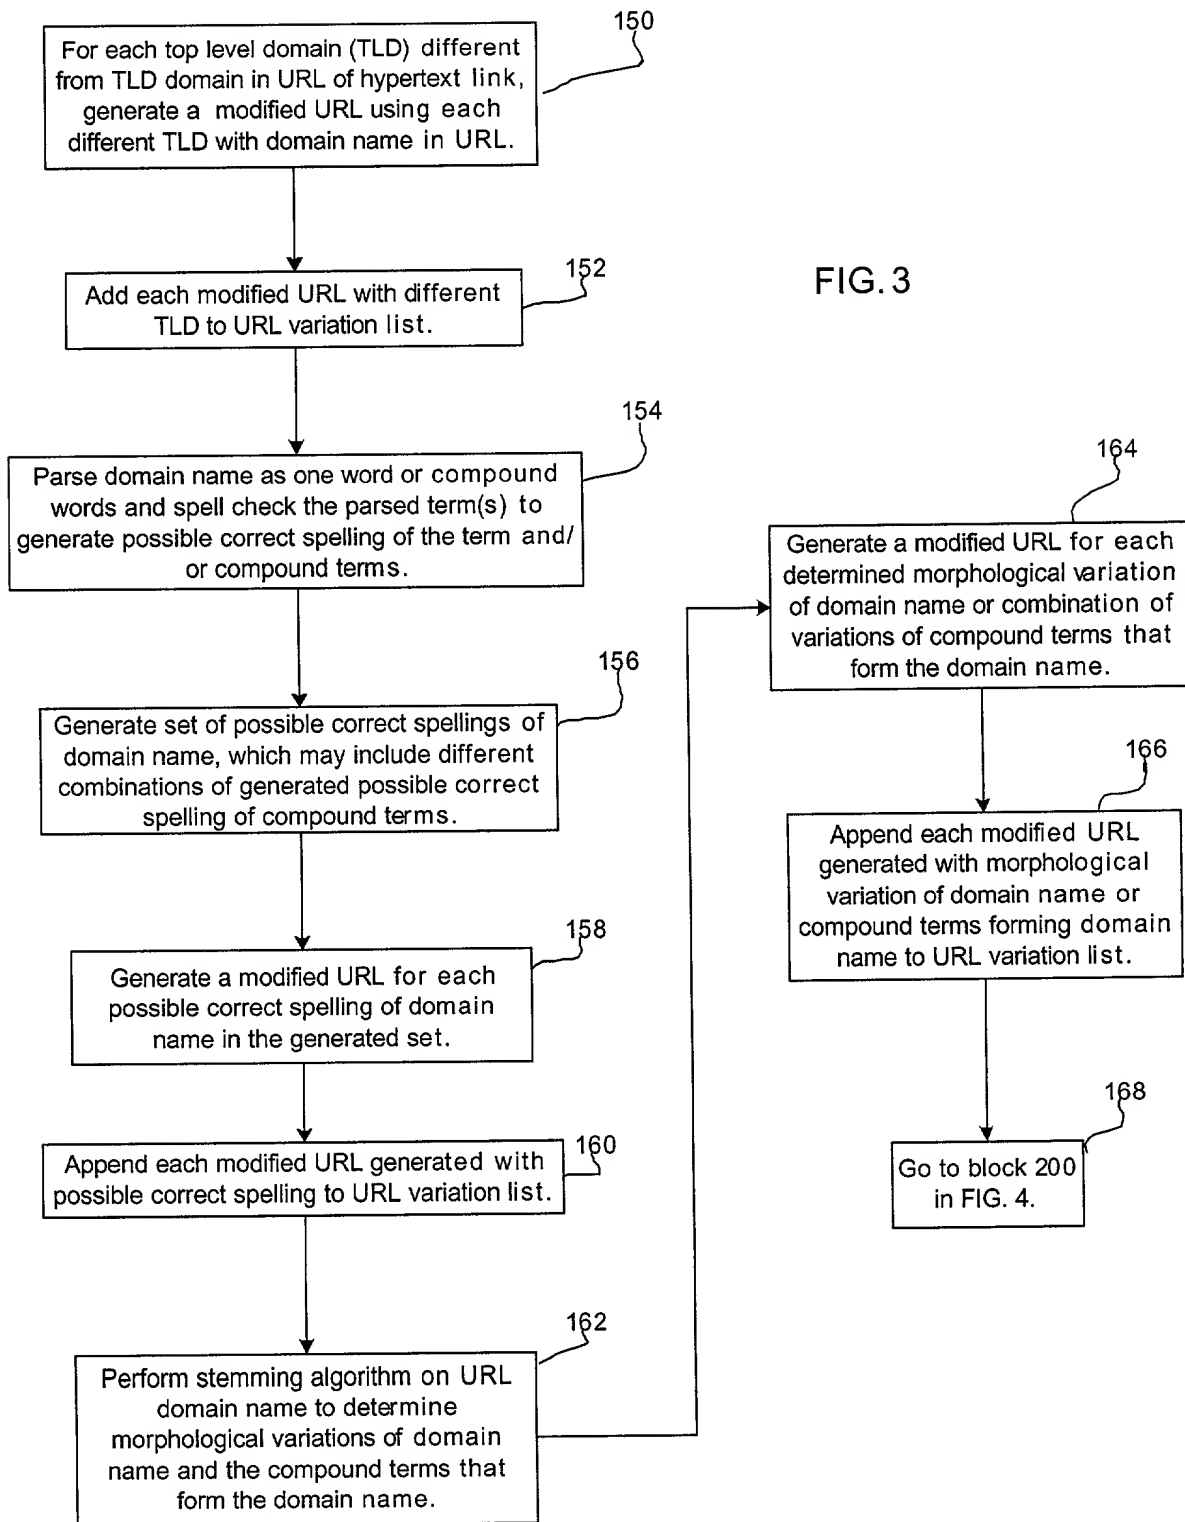 150
For each top level domain (TLD) different
from TLD domain in URL of hypertext link,
generate a modified URL using each
different TLD with domain name in URL.
152
Add each modified URL with different
TLD to URL variation list.
FIG. 3
154
Parse domain name as one word or compound
words and spell check the parsed term(s) to
generate possible correct spelling of the term and/
or compound terms.
156
Generate set of possible correct spellings of
domain name, which may include different
combinations of generated possible correct
spelling of compound terms.
158
Generate a modified URL for each
possible correct spelling of domain
name in the generated set.
160
Append each modified URL generated with
possible correct spelling to URL variation list.
162
Perform stemming algorithm on URL
domain name to determine
morphological variations of domain
name and the compound terms that
form the domain name.
164
Generate a modified URL for each
determined morphological variation
of domain name or combination of
variations of compound terms that
form the domain name.
166
Append each modified URL
generated with morphological
variation of domain name or
compound terms forming domain
name to URL variation list.
168
Go to block 200
in FIG. 4.